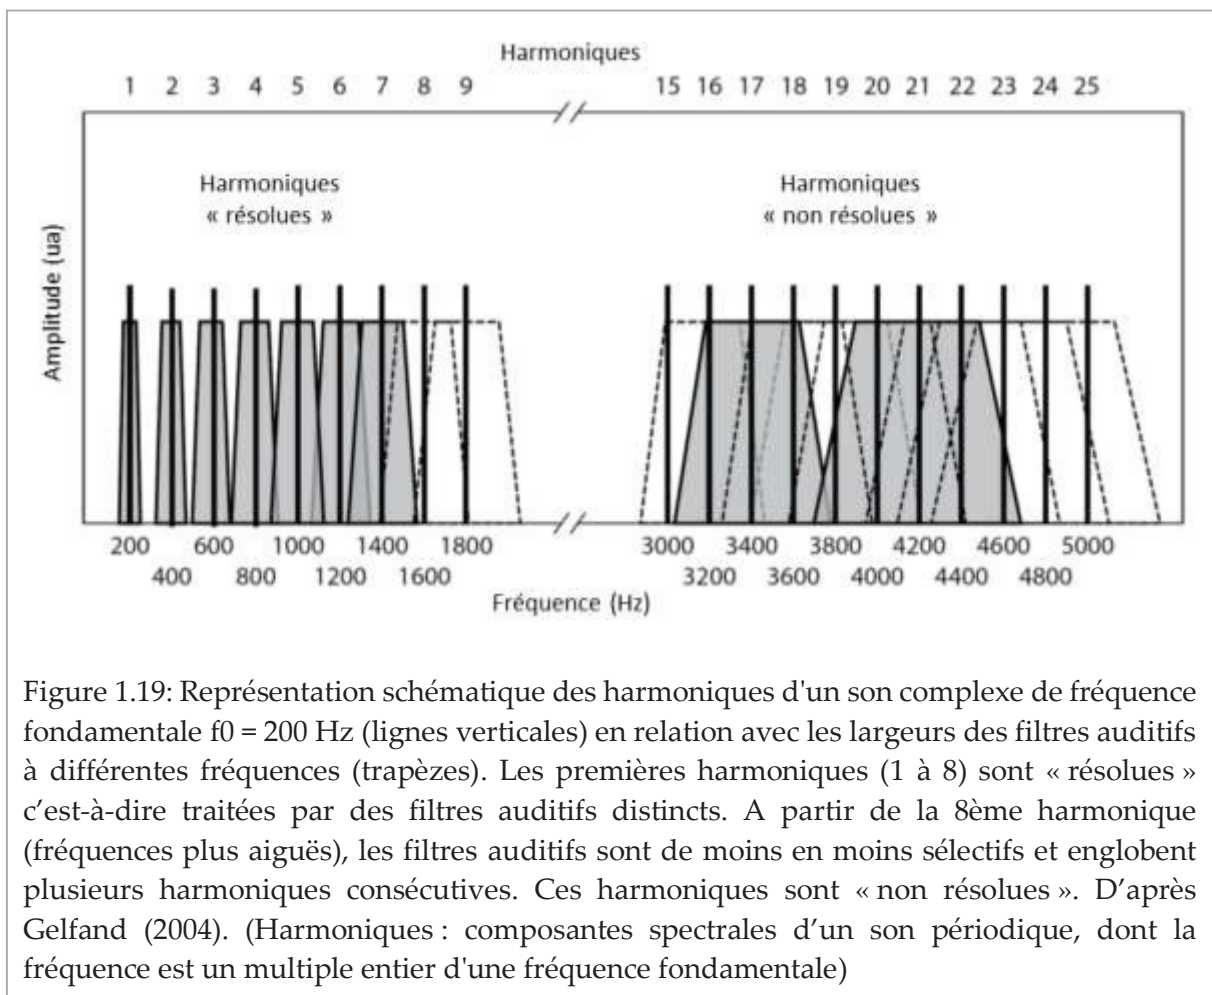 Harmoniques
1 2 3 4 5 6 7 8 9 15 16 17 18 19 20 21 22 23 24 25
Harmoniques
« résolues »
Harmoniques
« non résolues »
Amplitude (ua)
200 600 1000 1400 1800 3000 3400 3800 4200 4600 5000
400 800 1200 1600 3200 3600 4000 4400 4800
Fréquence (Hz)
Figure 1.19: Représentation schématique des harmoniques d'un son complexe de fréquence
fondamentale f0 = 200 Hz (lignes verticales) en relation avec les largeurs des filtres auditifs
à différentes fréquences (trapèzes). Les premières harmoniques (1 à 8) sont « résolues »
c’est-à-dire traitées par des filtres auditifs distincts. A partir de la 8ème harmonique
(fréquences plus aiguës), les filtres auditifs sont de moins en moins sélectifs et englobent
plusieurs harmoniques consécutives. Ces harmoniques sont « non résolues ». D’après
Gelfand (2004). (Harmoniques : composantes spectrales d’un son périodique, dont la
fréquence est un multiple entier d'une fréquence fondamentale)